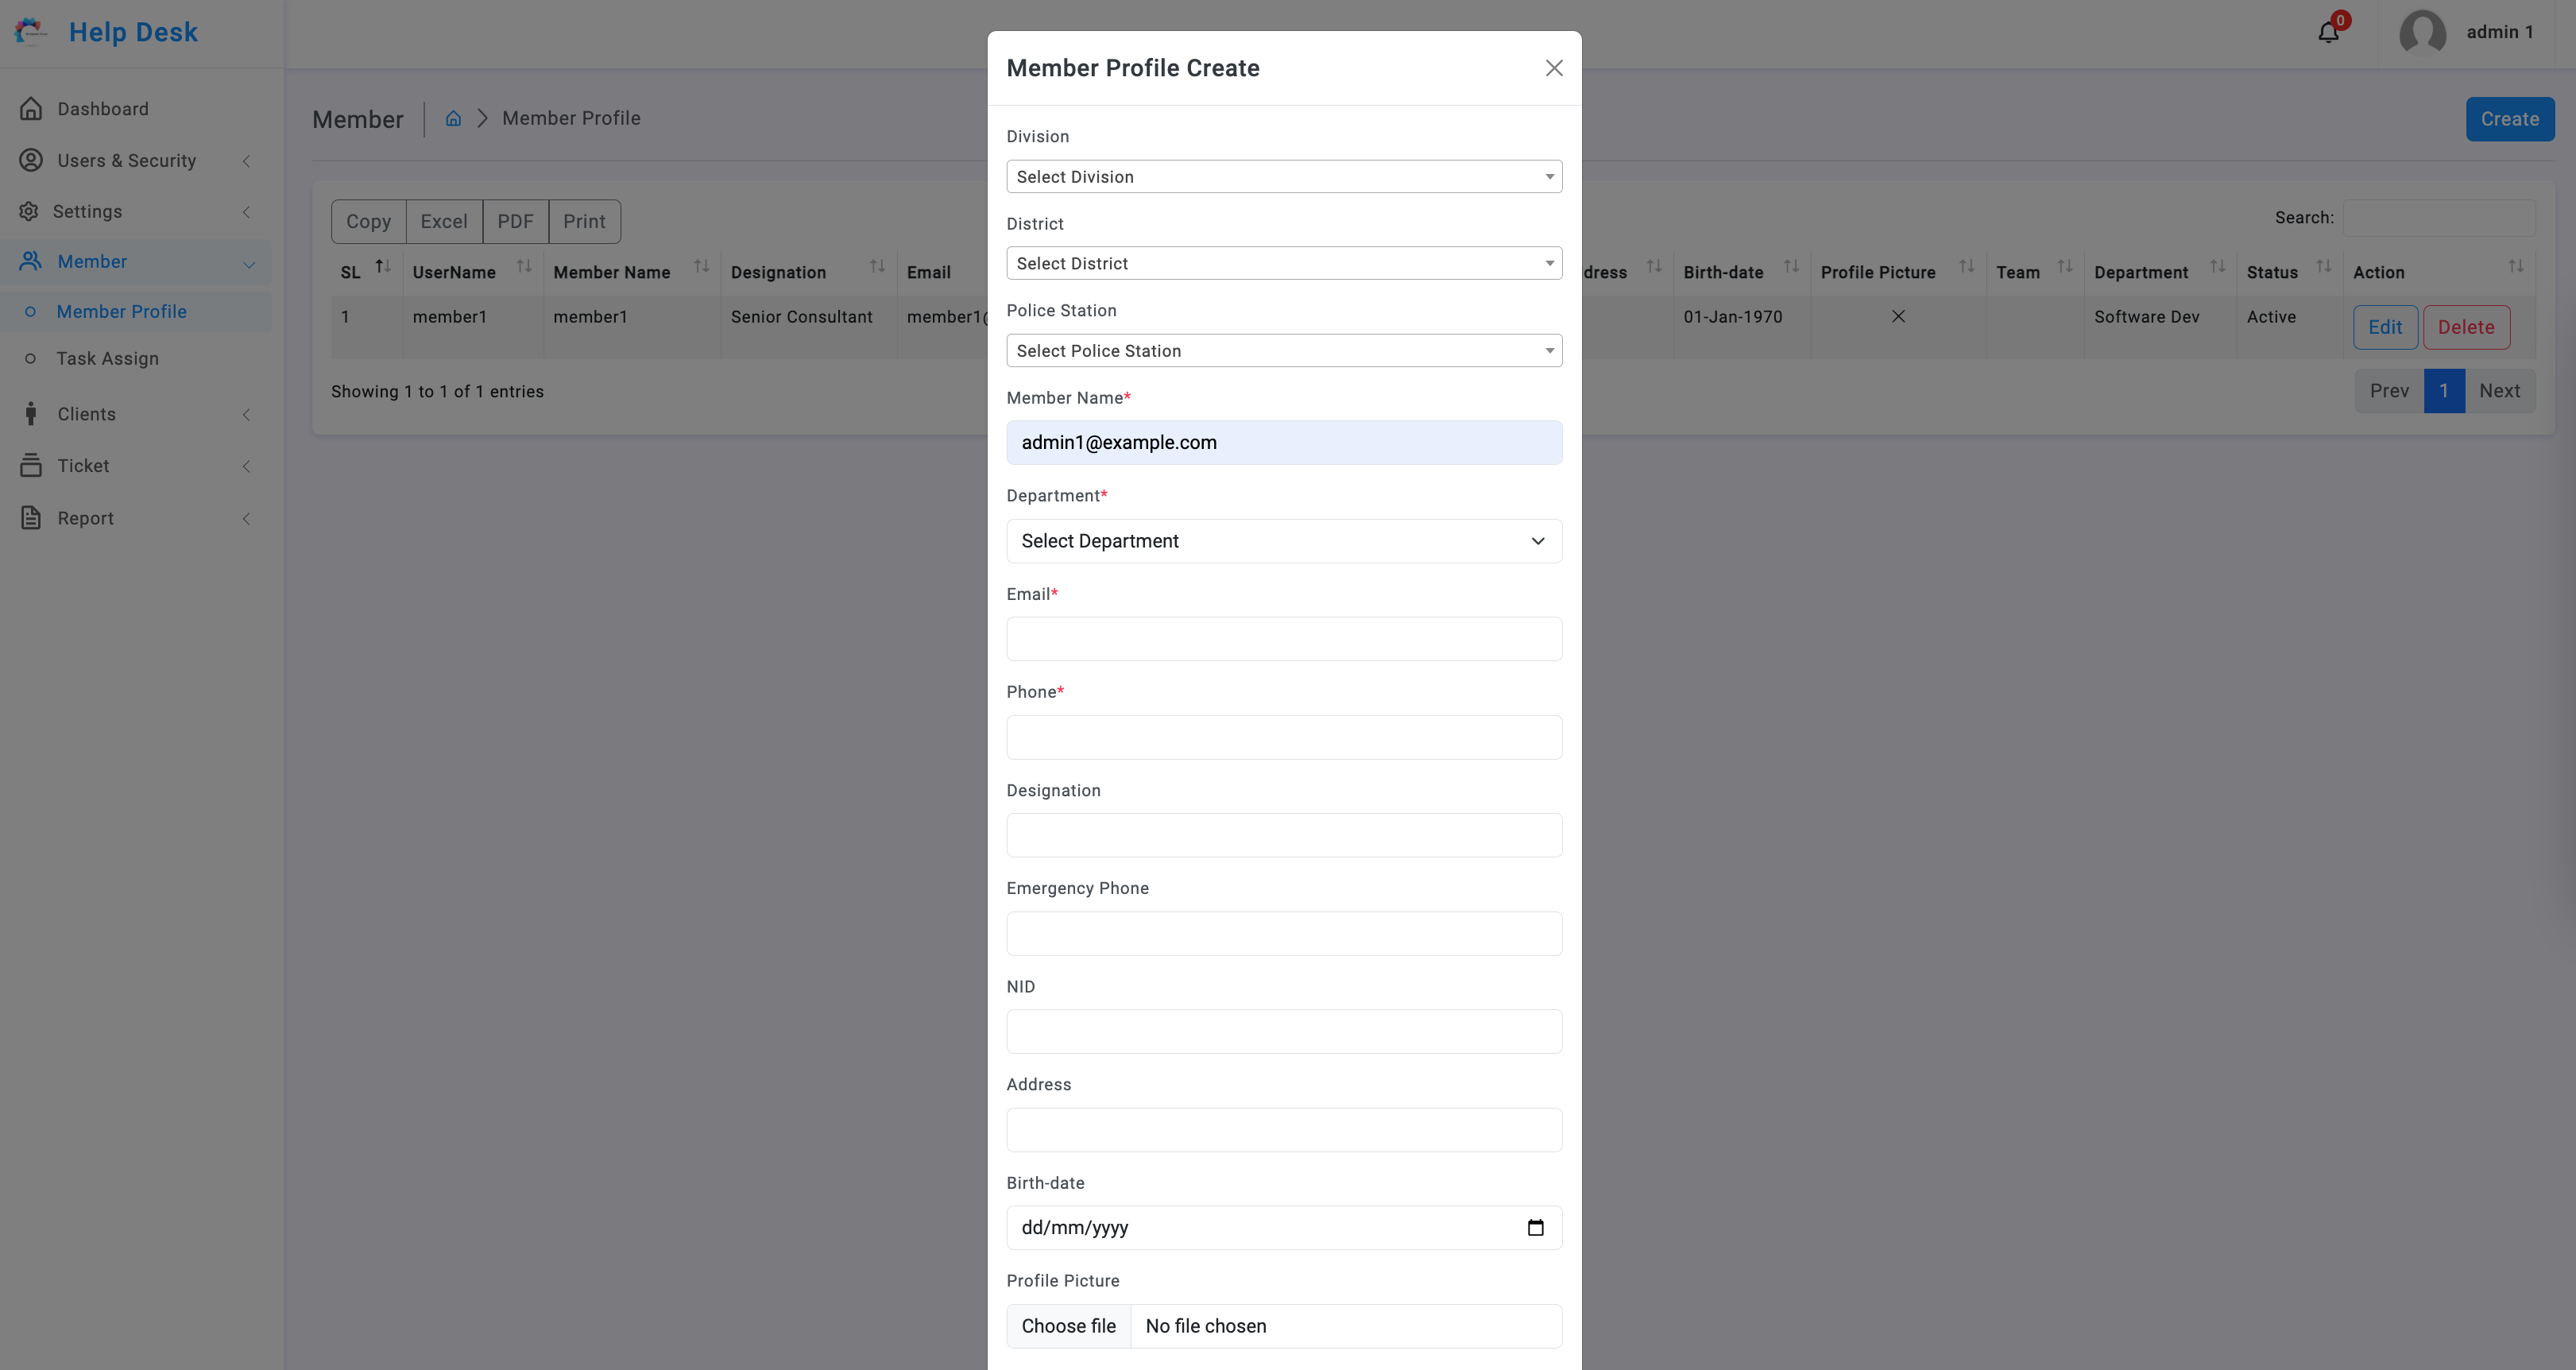 Help Desk
0
admin 1
Dashboard
Users & Security
Settings
Member
Member Profile
Task Assign
Clients
Ticket
Report
Member
Member Profile
Create
Copy Excel PDF Print
Search:
SL UserName Member Name Designation Email dress Birth-date Profile Picture Team Department Status Action
1 member1 member1 Senior Consultant member1@ 01-Jan-1970 Software Dev Active Edit Delete
Showing 1 to 1 of 1 entries
Prev 1 Next
Member Profile Create
Division
Select Division
District
Select District
Police Station
Select Police Station
Member Name*
admin1@example.com
Department*
Select Department
Email*
Phone*
Designation
Emergency Phone
NID
Address
Birth-date
dd/mm/yyyy
Profile Picture
Choose file No file chosen